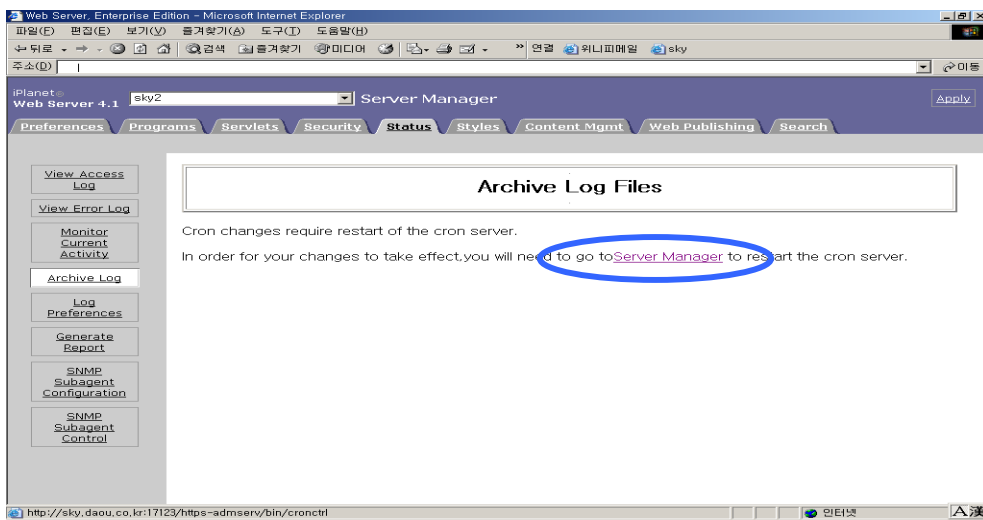 Web Server, Enterprise Edition - Microsoft Internet Explorer
파일(F) 편집(E) 보기(V) 즐겨찾기(A) 도구(T) 도움말(H)
뒤로 검색 즐겨찾기 미디어 » 연결 위니피메일 sky
주소(D) 이동
iPlanet®
Web Server 4.1 sky2 Server Manager Apply
Preferences Programs Servlets Security Status Styles Content Mgmt Web Publishing Search
View Access
Log
View Error Log
Monitor
Current
Activity
Archive Log
Log
Preferences
Generate
Report
SNMP
Subagent
Configuration
SNMP
Subagent
Control
Archive Log Files
Cron changes require restart of the cron server.
In order for your changes to take effect,you will need to go toServer Manager to restart the cron server.
http://sky.daou.co.kr:17123/https-admserv/bin/cronctrl 인터넷 A漢